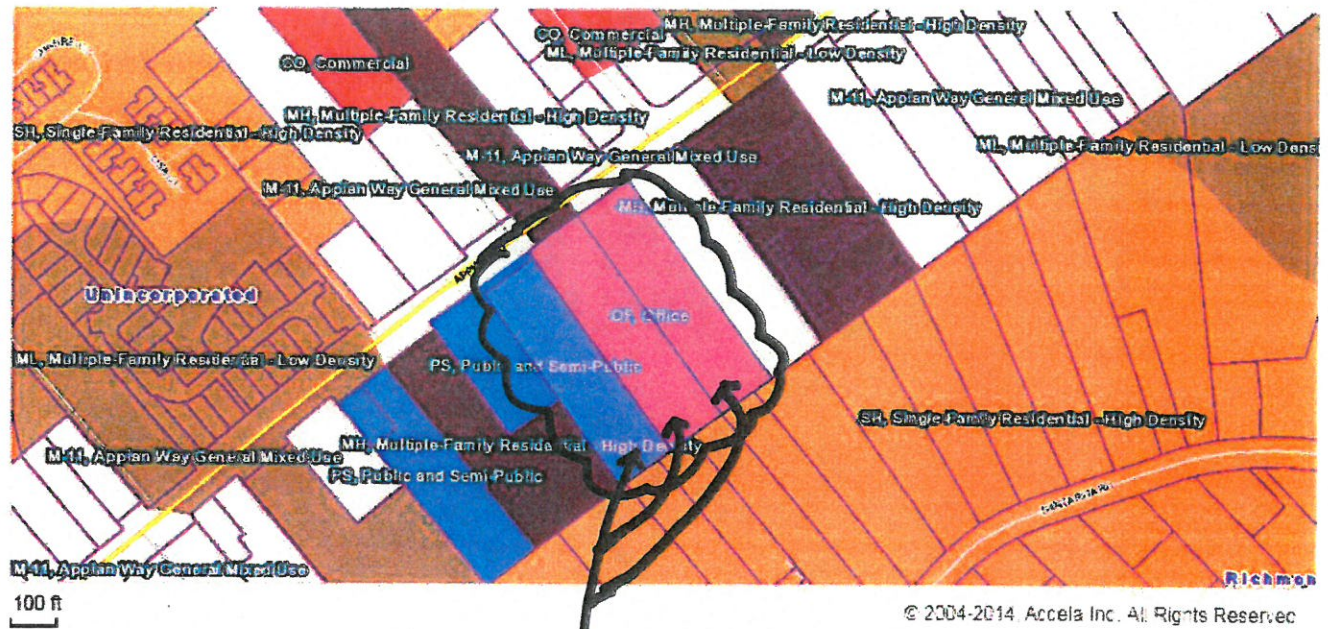 MH, Multiple-Family Residential - High Density
CO, Commercial
ML, Multiple-Family Residential - Low Density
CO, Commercial
M-11, Appian Way General Mixed Use
MH, Multiple-Family Residential - High Density
SH, Single-Family Residential - High Density
ML, Multiple-Family Residential - Low Densi
M-11, Appian Way General Mixed Use
M-11, Appian Way General Mixed Use
MH, Multiple-Family Residential - High Density
Unincorporated
OF, Office
ML, Multiple-Family Residential - Low Density
PS, Public and Semi-Public
SH, Single-Family Residential - High Density
MH, Multiple-Family Residential - High Density
M-11, Appian Way General Mixed Use
PS, Public and Semi-Public
M-11, Appian Way General Mixed Use
Richmon
100 ft
© 2004-2014, Accela Inc. All Rights Reservec